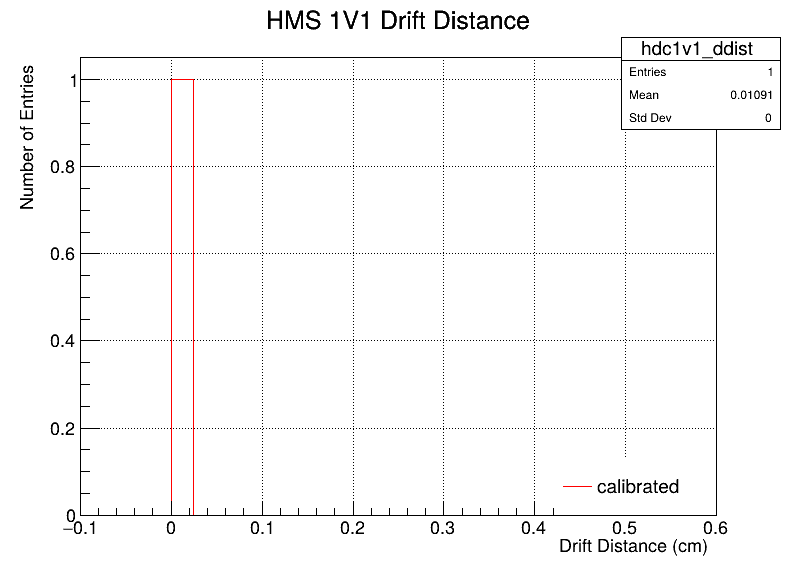 HMS 1V1 Drift Distance
hdc1v1_ddist
Entries 1
Mean 0.01091
Std Dev 0
Number of Entries
1
0.8
0.6
0.4
0.2
0
−0.1 0 0.1 0.2 0.3 0.4 0.5 0.6
calibrated
Drift Distance (cm)